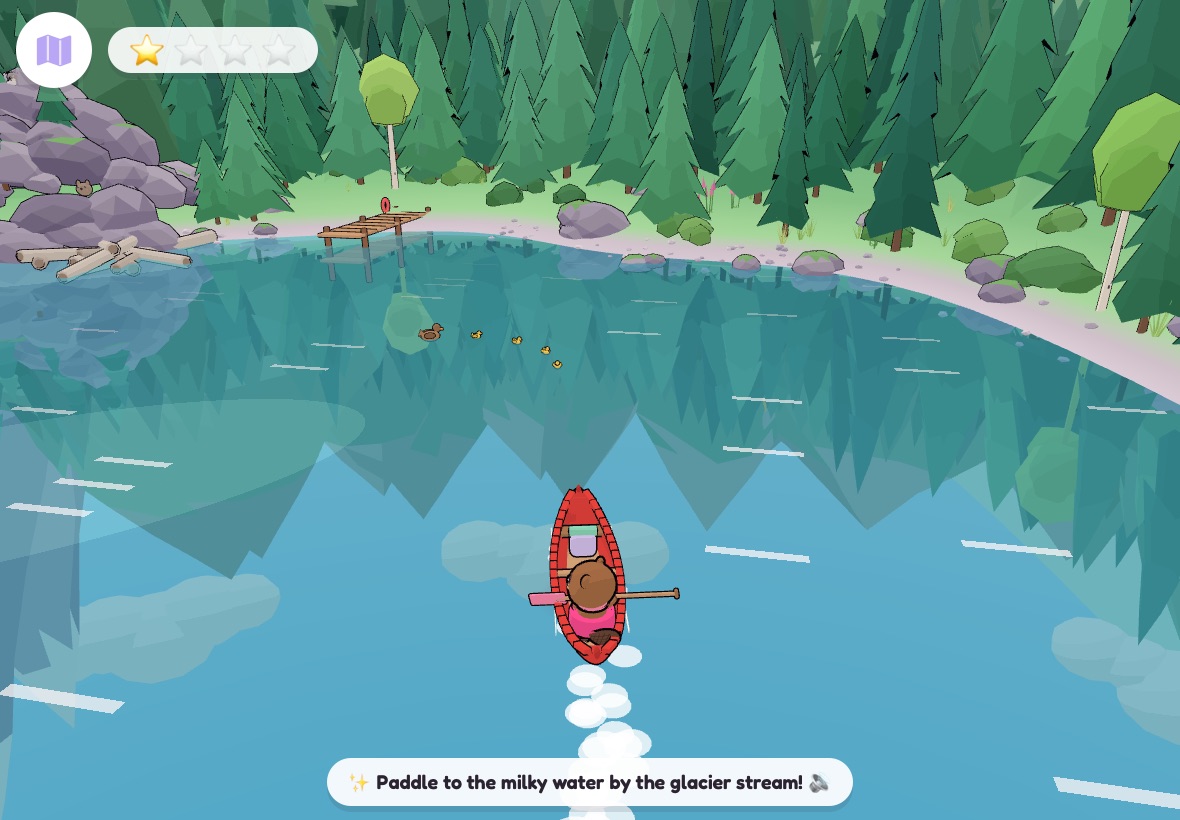 ✨ Paddle to the milky water by the glacier stream! 🔈